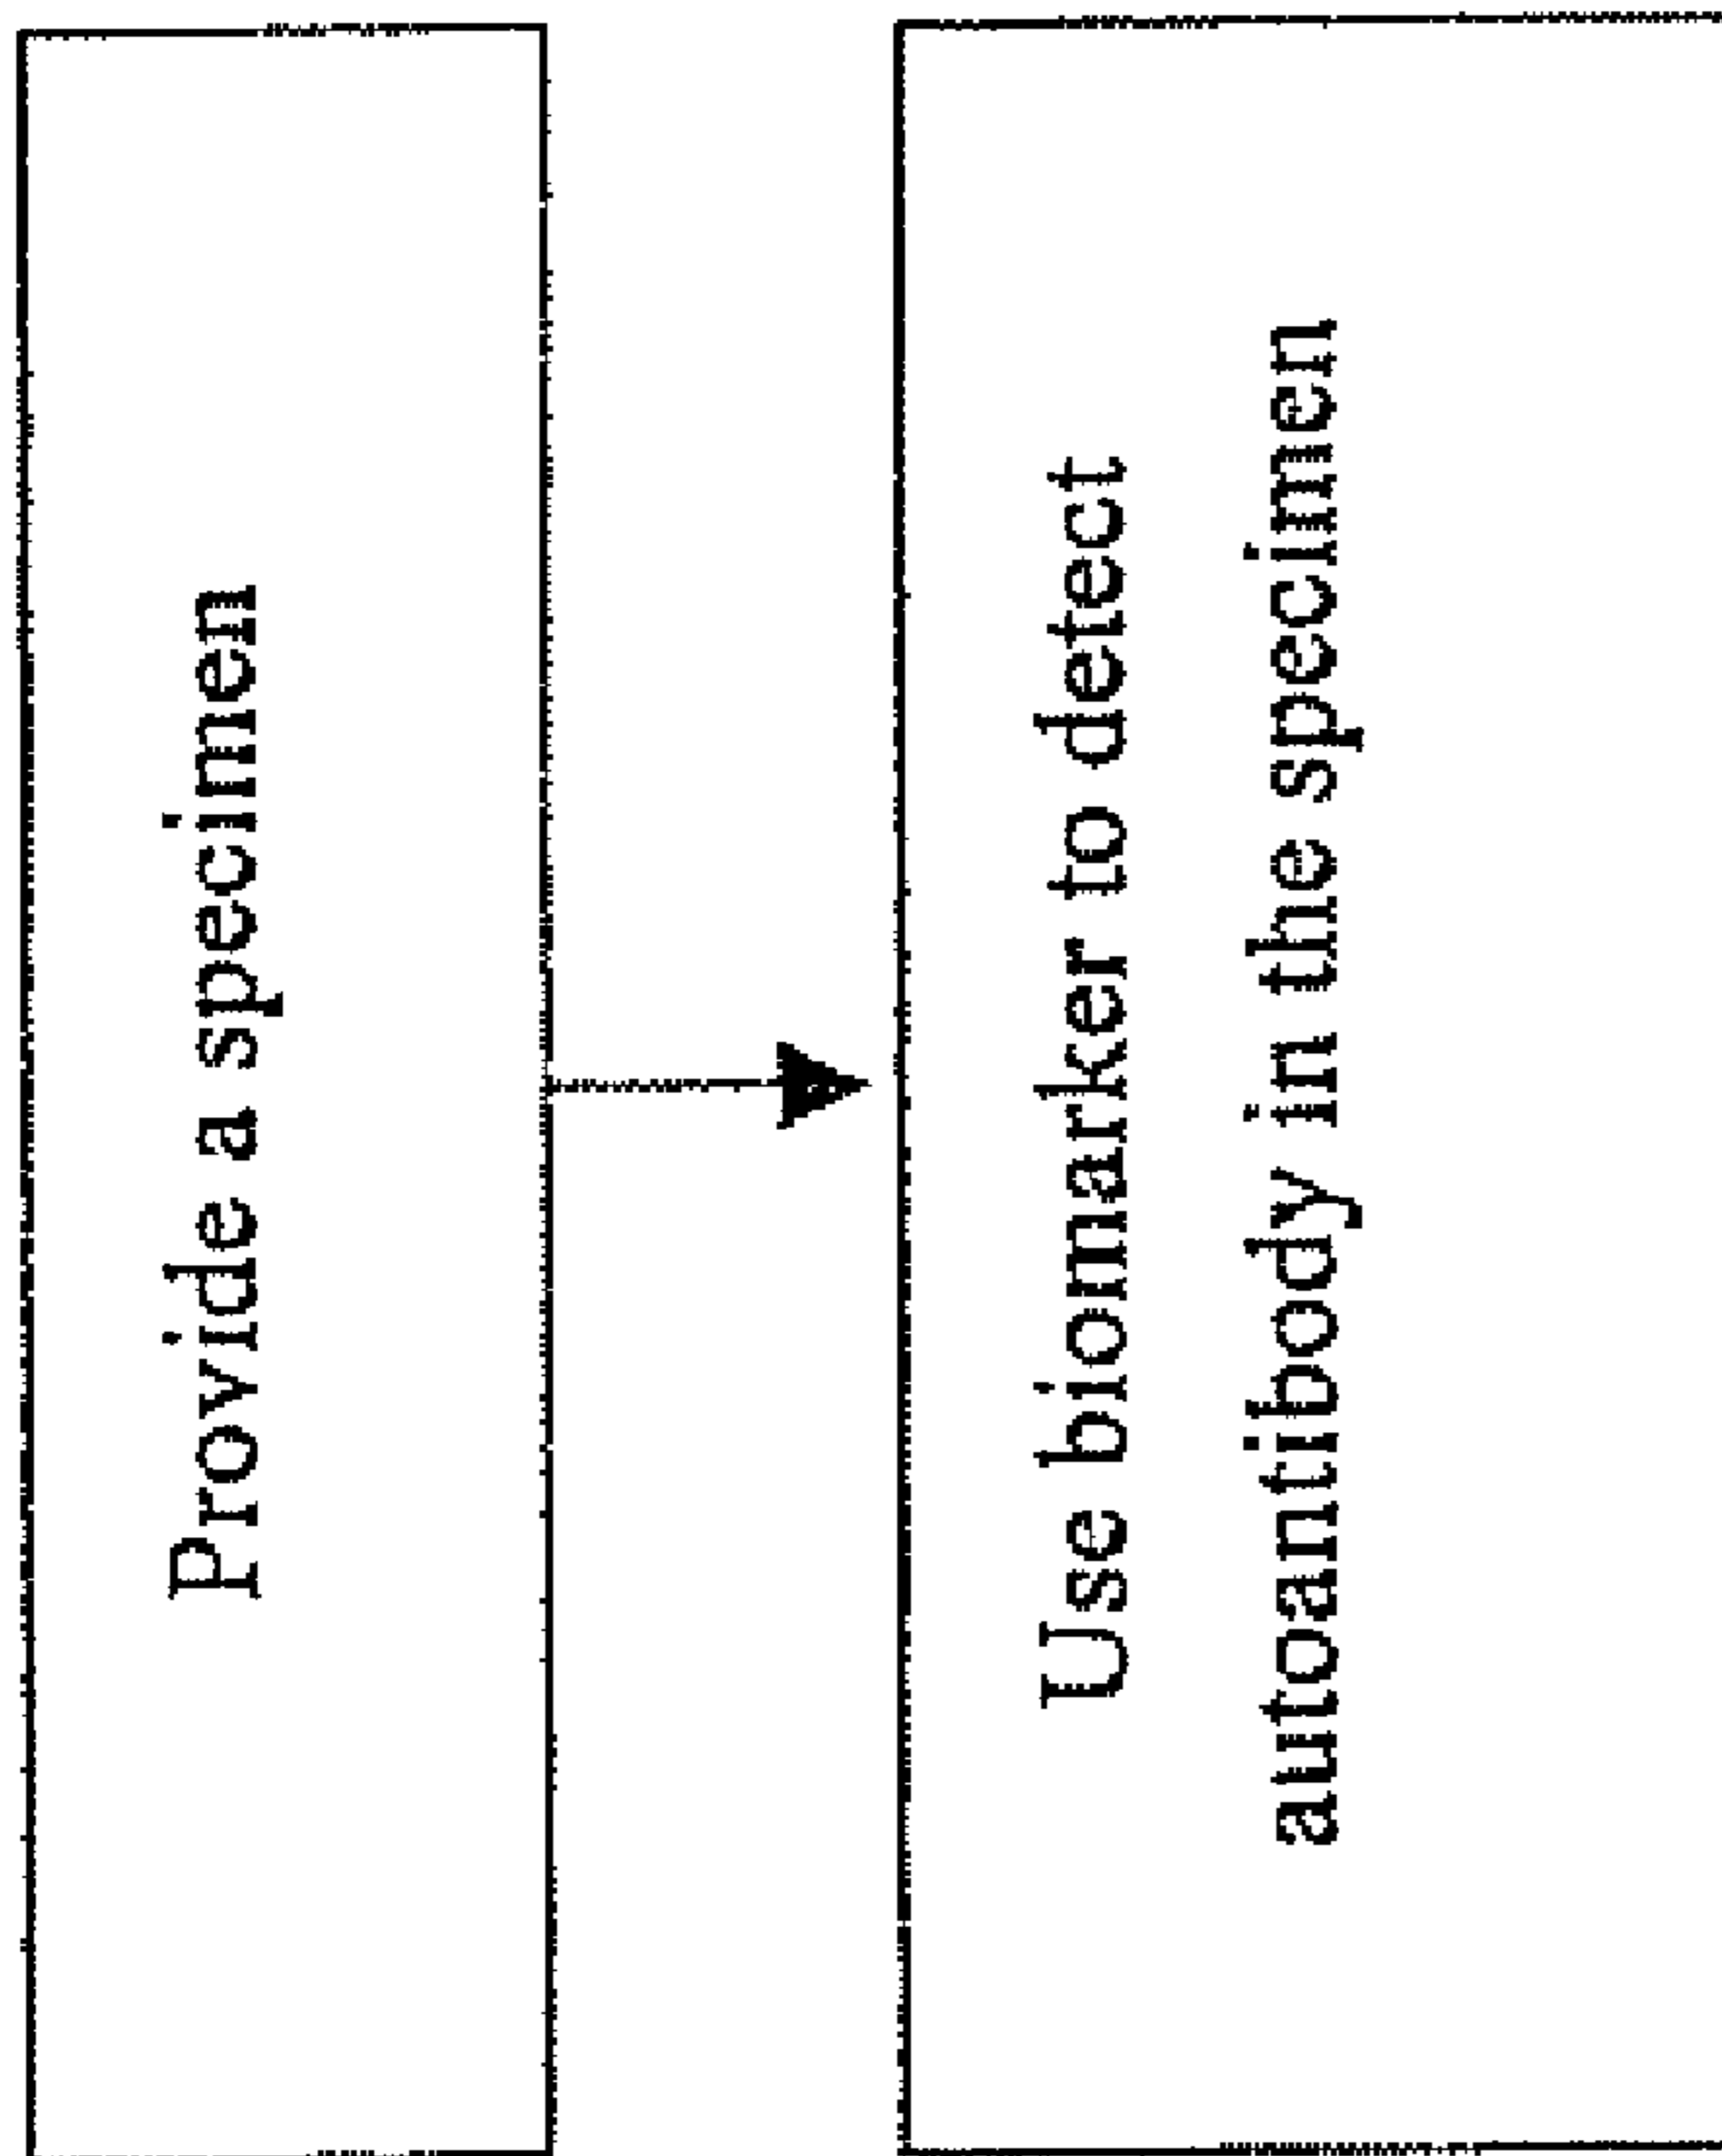 Provide a specimen
Use biomarker to detect
autoantibody in the specimen